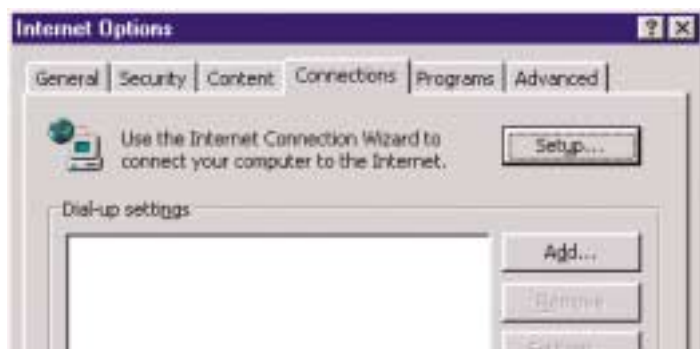 Internet Options
General
Security
Content
Connections
Programs
Advanced
Use the Internet Connection Wizard to
connect your computer to the Internet.
Setup...
Dial-up settings
Add...
Remove